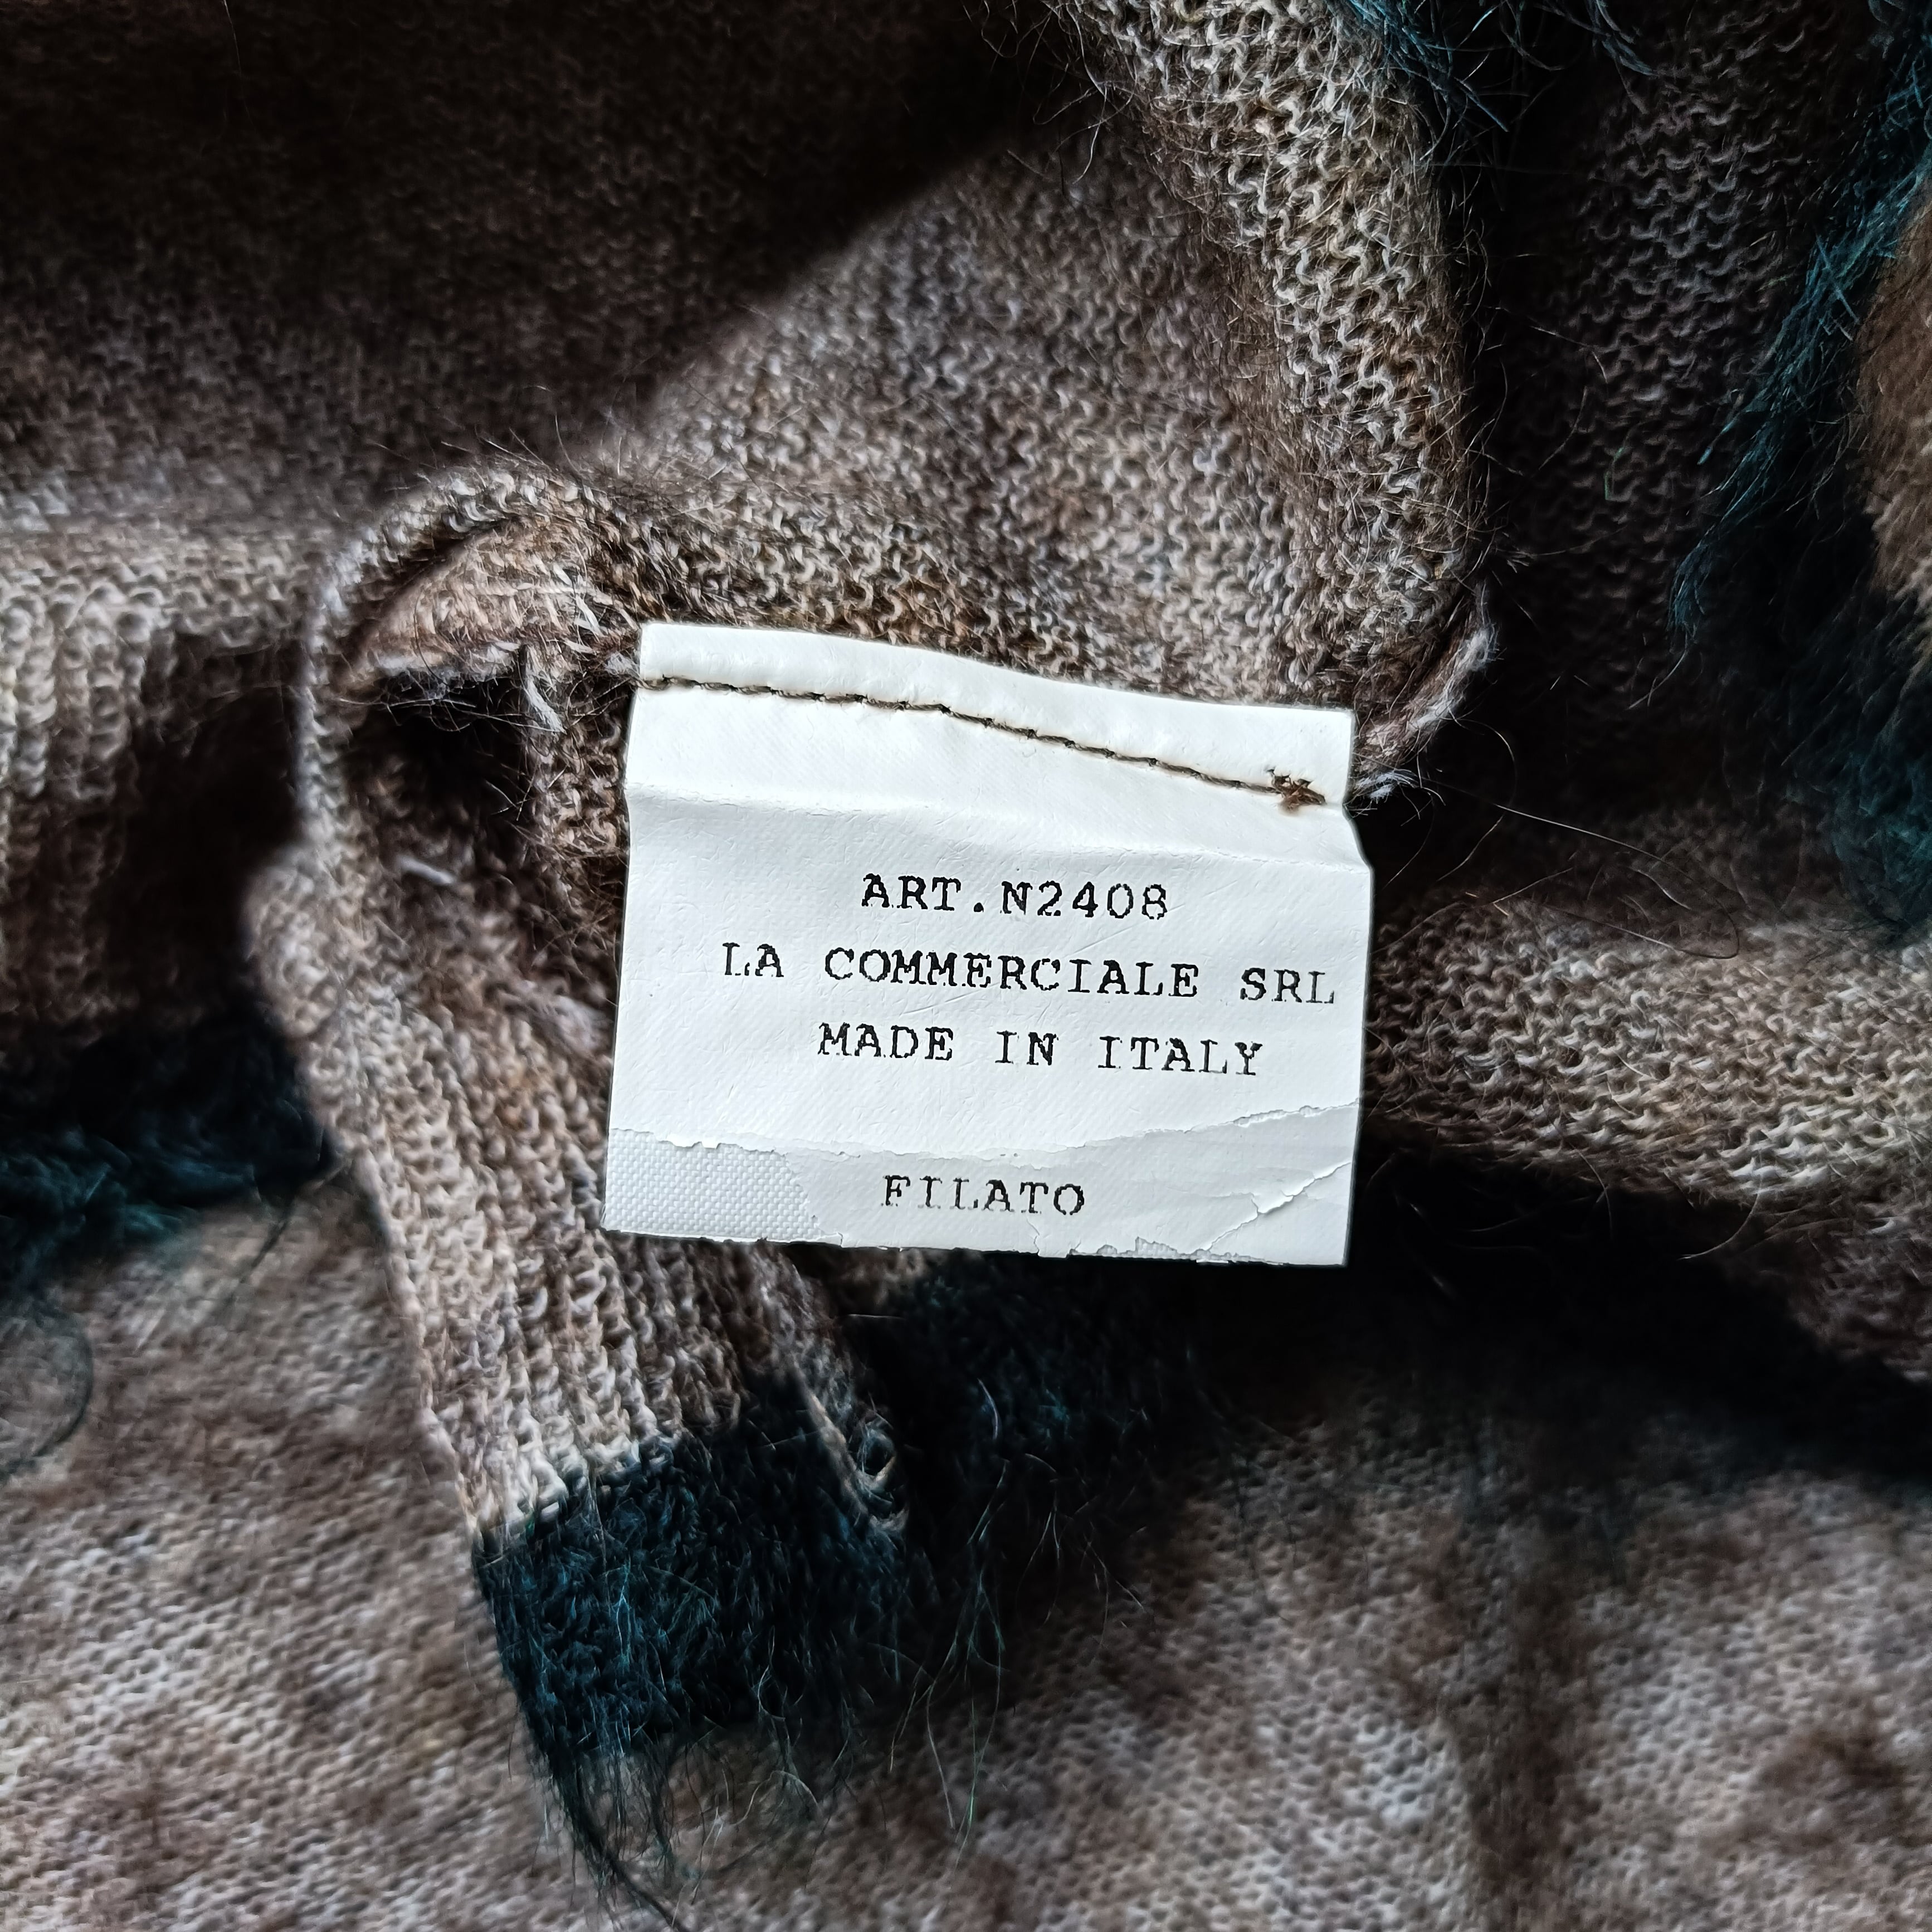 ART.N2408
LA COMMERCIALE SRL
MADE IN ITALY
FILATO